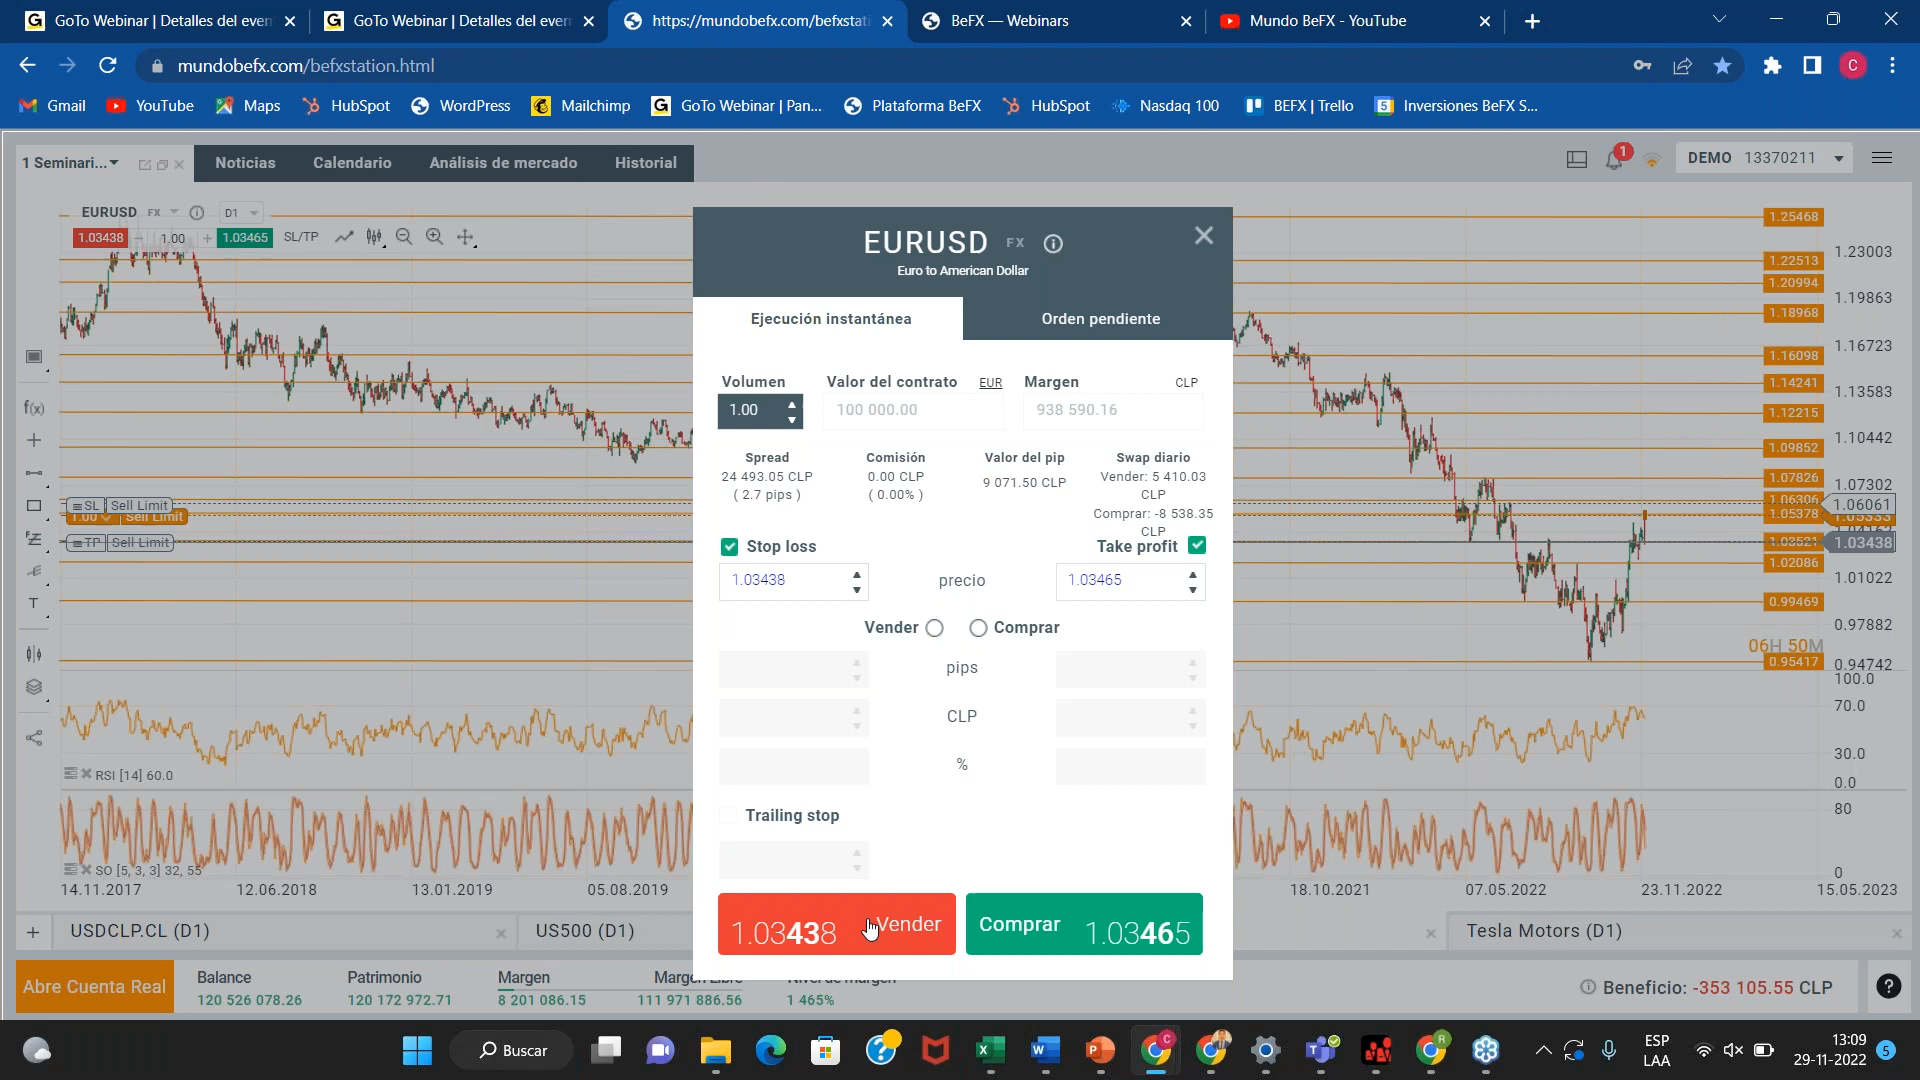 GoTo Webinar | Detalles del even
GoTo Webinar | Detalles del even
https://mundobefx.com/befxstati
BeFX — Webinars
Mundo BeFX - YouTube
mundobefx.com/befxstation.html
C
Gmail
YouTube
Maps
HubSpot
WordPress
Mailchimp
GoTo Webinar | Pan...
Plataforma BeFX
HubSpot
Nasdaq 100
BEFX | Trello
Inversiones BeFX S...
1 Seminari...
Noticias
Calendario
Análisis de mercado
Historial
1
DEMO 13370211
EURUSD FX D1
1.03438 1.00 1.03465 SL/TP
1.25468
1.23003
1.22513
1.20994
1.19863
1.18968
1.16723
1.16098
1.14241
1.13583
1.12215
1.10442
1.09852
1.07826
1.07302
1.06306
1.06061
1.05378
1.03438
1.02086
1.01022
0.99469
0.97882
06H 50M
0.95417
0.94742
SL Sell Limit
1.00 Sell Limit
TP Sell Limit
EURUSD FX
Euro to American Dollar
Ejecución instantánea
Orden pendiente
Volumen
Valor del contrato EUR
Margen CLP
1.00
100 000.00
938 590.16
Spread
24 493.05 CLP
( 2.7 pips )
Comisión
0.00 CLP
( 0.00% )
Valor del pip
9 071.50 CLP
Swap diario
Vender: 5 410.03
CLP
Comprar: -8 538.35
CLP
Stop loss
Take profit
1.03438
precio
1.03465
Vender
Comprar
pips
CLP
%
Trailing stop
1.03438 Vender
Comprar 1.03465
f(x)
T
RSI [14] 60.0
100.0
70.0
30.0
0.0
SO [5, 3, 3] 32, 55
80
0
14.11.2017
12.06.2018
13.01.2019
05.08.2019
18.10.2021
07.05.2022
23.11.2022
15.05.2023
USDCLP.CL (D1)
US500 (D1)
Tesla Motors (D1)
Abre Cuenta Real
Balance
120 526 078.26
Patrimonio
120 172 972.71
Margen
8 201 086.15
Margen Libre
111 971 886.56
Nivel de margen
1 465%
Beneficio: -353 105.55 CLP
Buscar
ESP
LAA
13:09
29-11-2022
5